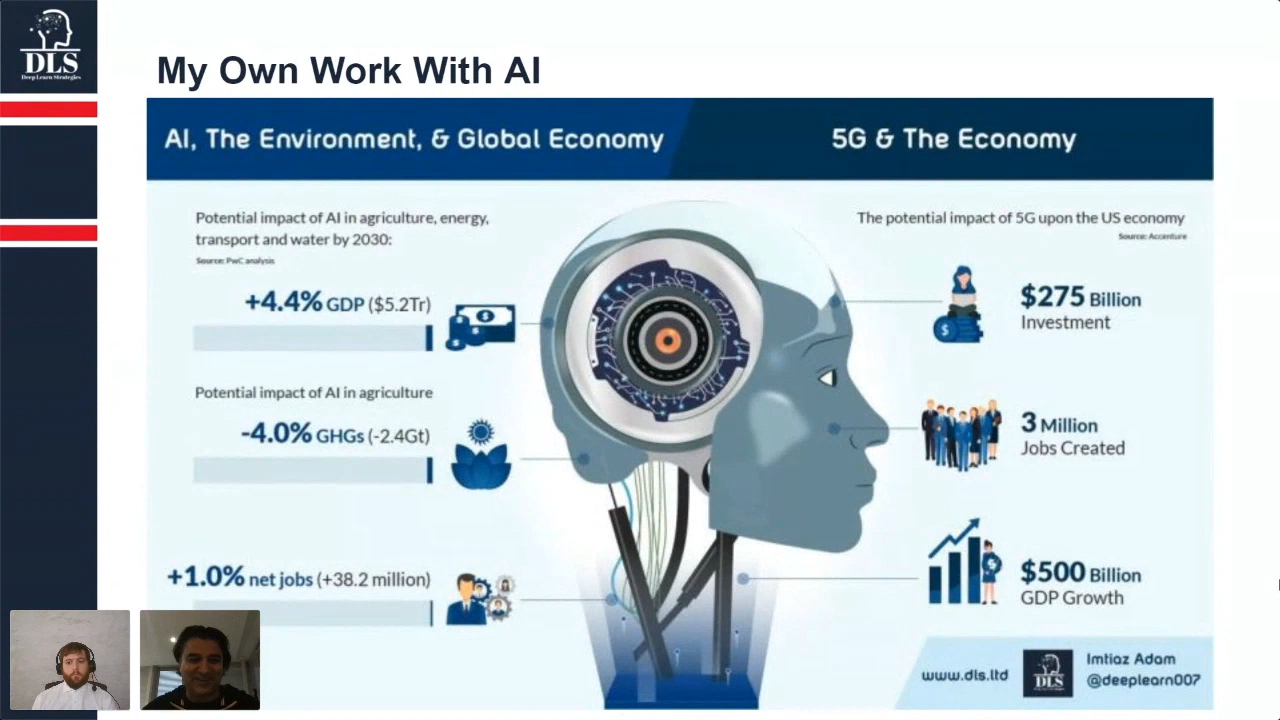 DLS
Deep Learn Strategies
My Own Work With AI
AI, The Environment, & Global Economy
5G & The Economy
Potential impact of AI in agriculture, energy,
transport and water by 2030:
Source: PwC analysis
+4.4% GDP ($5.2Tr)
Potential impact of AI in agriculture
-4.0% GHGs (-2.4Gt)
+1.0% net jobs (+38.2 million)
The potential impact of 5G upon the US economy
Source: Accenture
$275 Billion
Investment
3 Million
Jobs Created
$500 Billion
GDP Growth
www.dls.ltd
DLS
Imtiaz Adam
@deeplearn007